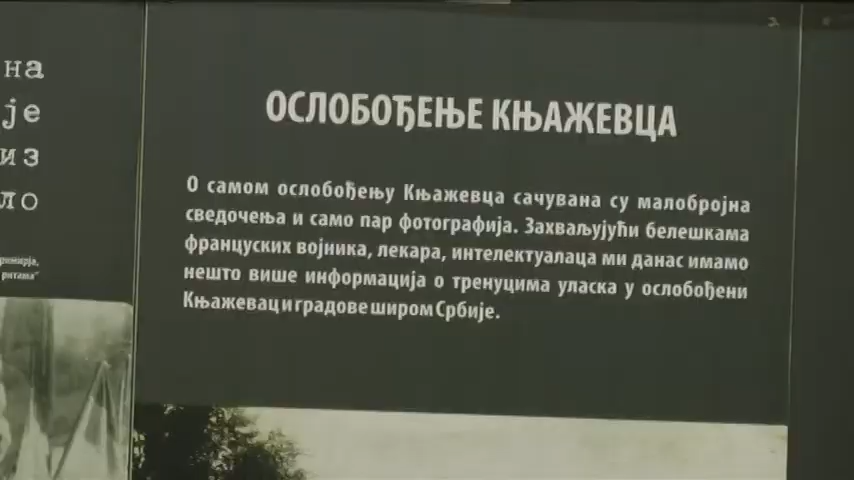 на
је
из
ло
ритама"
ОСЛОБОЂЕЊЕ КЊАЖЕВЦА
О самом ослобођењу Књажевца сачувана су малобројна
сведочења и само пар фотографија. Захваљујући белешкама
француских војника, лекара, интелектуалаца ми данас имамо
нешто више информација о тренуцима уласка у ослобођени
Књажевац и градове широм Србије.